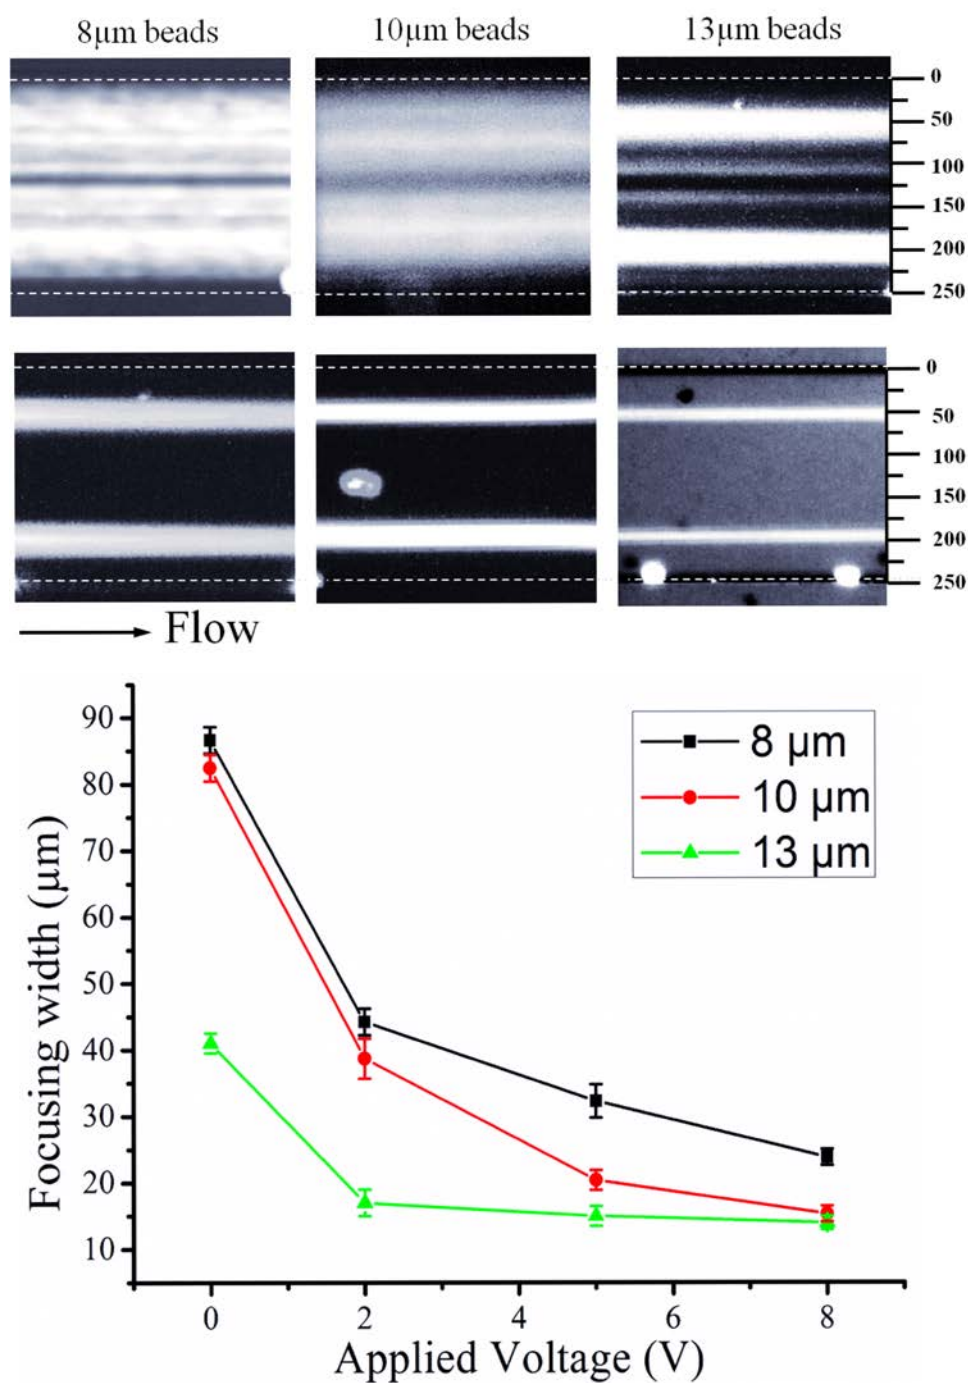 8μm beads 10μm beads 13μm beads
0
50
100
150
200
250
0
50
100
150
200
250
Flow
90
80
70
60
50
40
30
20
10
Focusing width (μm)
8 μm
10 μm
13 μm
0 2 4 6 8
Applied Voltage (V)